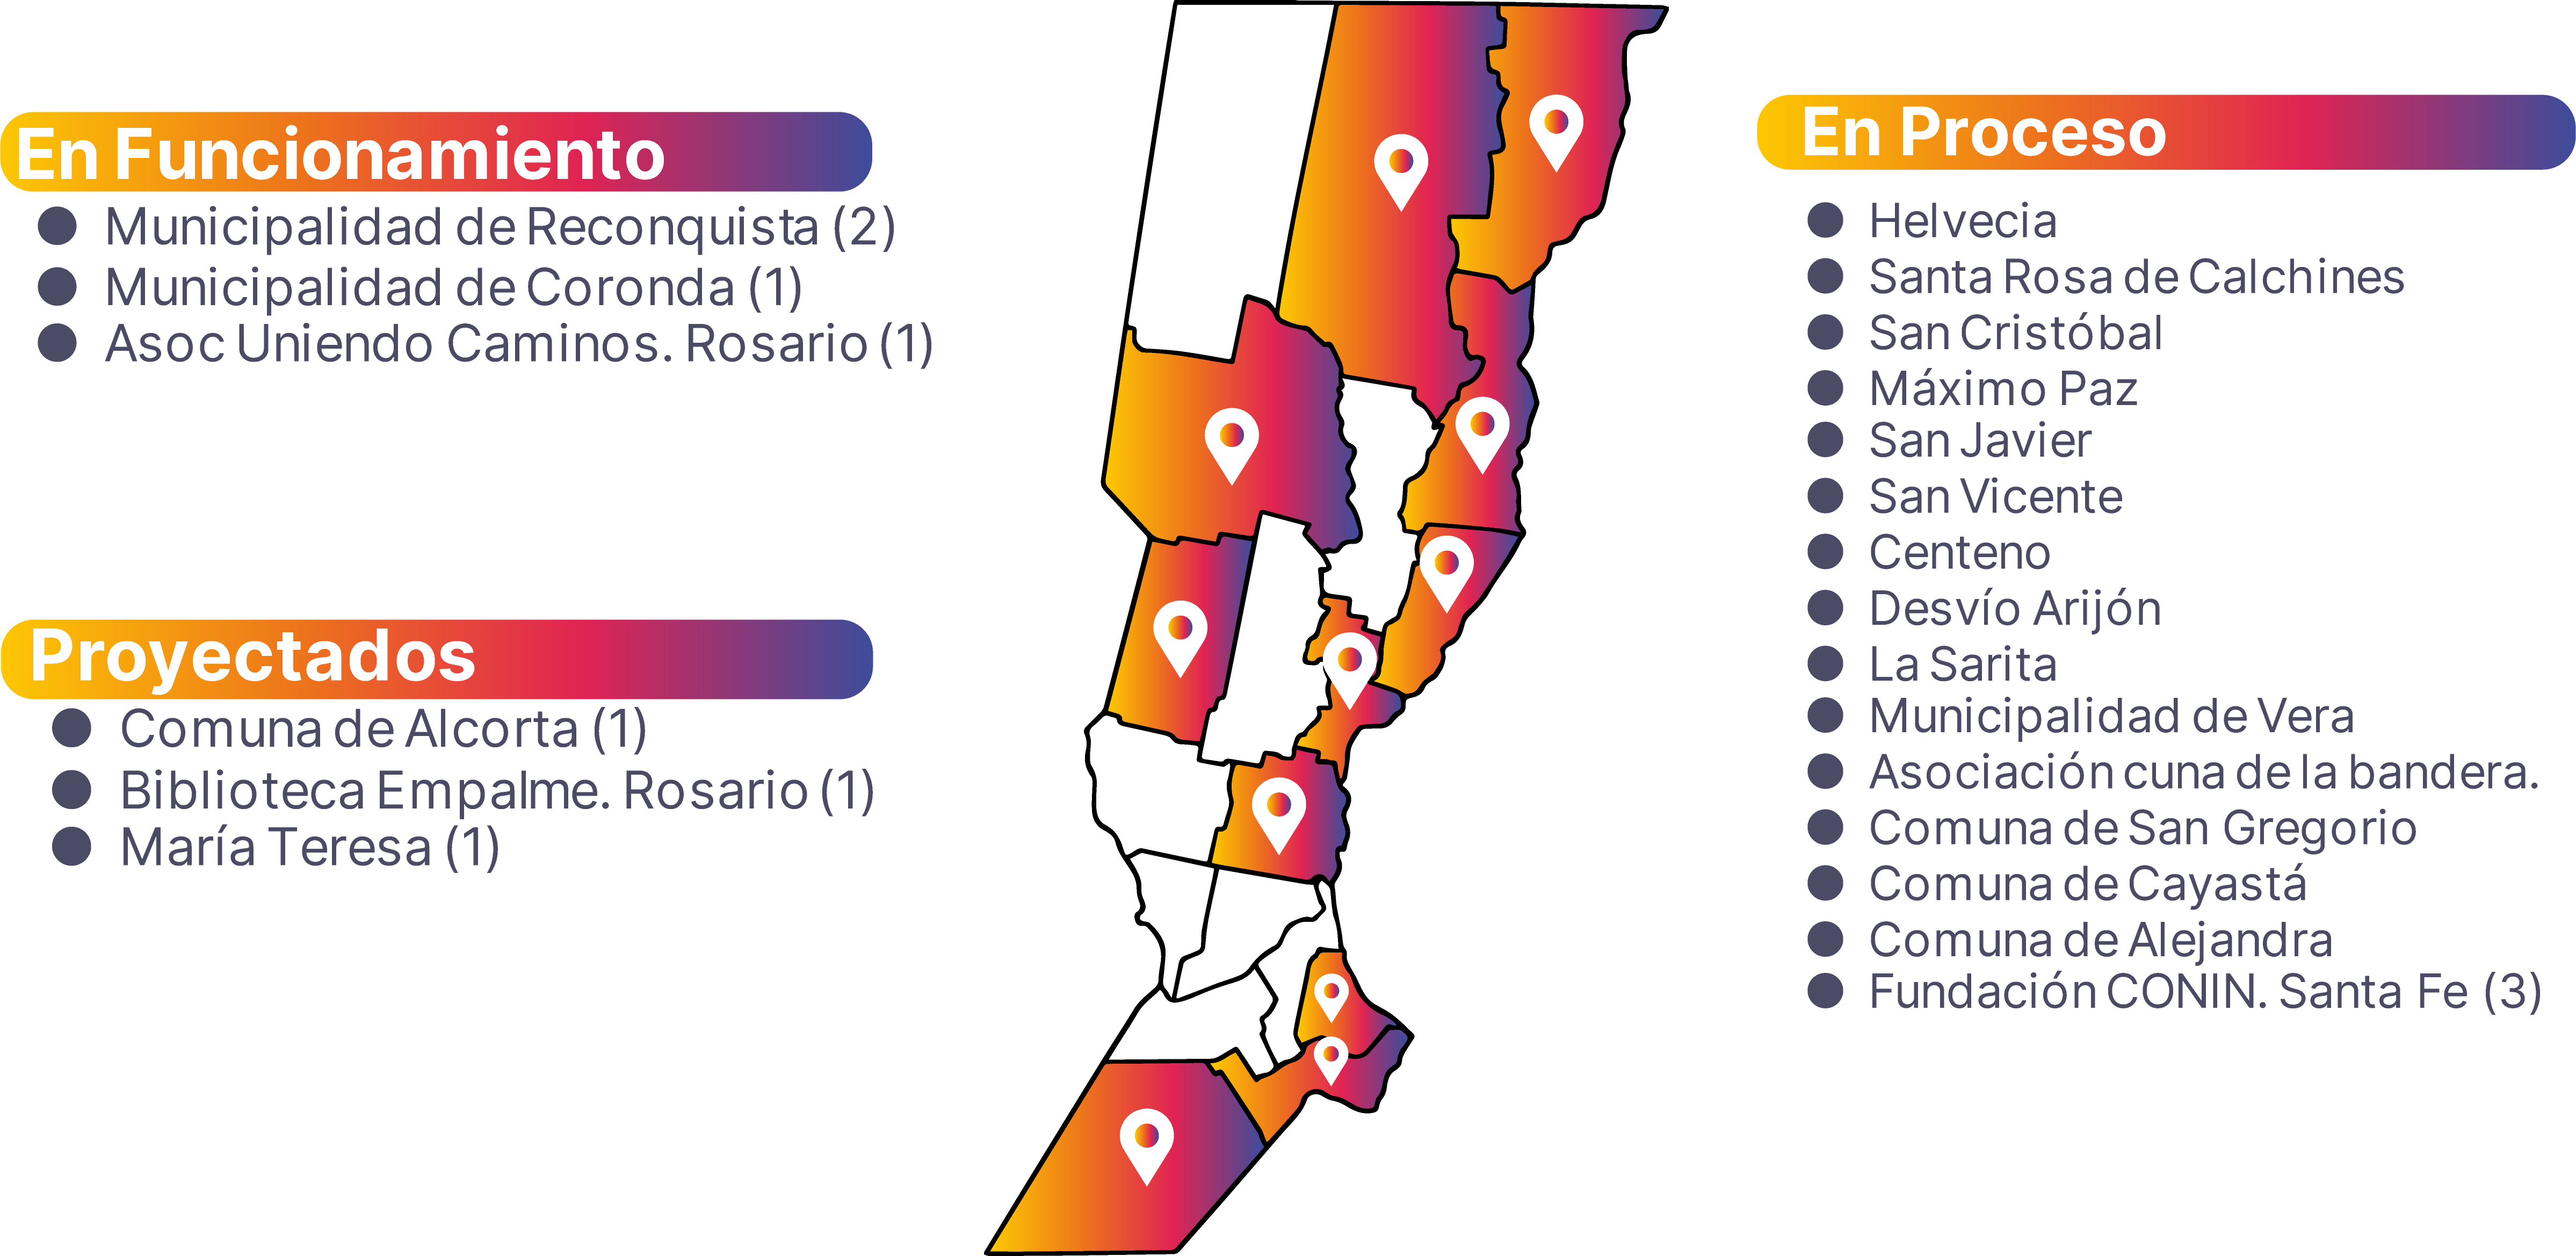 En Funcionamiento
Municipalidad de Reconquista (2)
Municipalidad de Coronda (1)
Asoc Uniendo Caminos. Rosario (1)
Proyectados
Comuna de Alcorta (1)
Biblioteca Empalme. Rosario (1)
María Teresa (1)
En Proceso
Helvecia
Santa Rosa de Calchines
San Cristóbal
Máximo Paz
San Javier
San Vicente
Centeno
Desvío Arijón
La Sarita
Municipalidad de Vera
Asociación cuna de la bandera.
Comuna de San Gregorio
Comuna de Cayastá
Comuna de Alejandra
Fundación CONIN. Santa Fe (3)